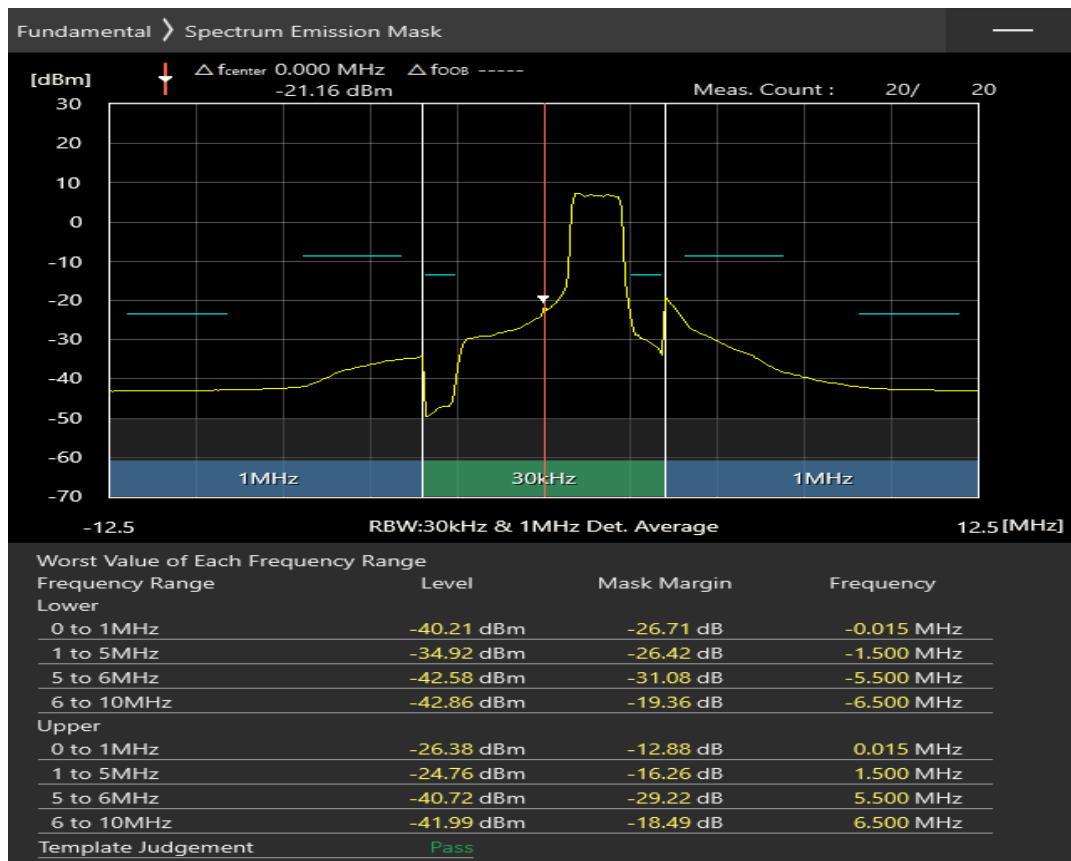 Fundamental ❯ Spectrum Emission Mask
[dBm] △ fcenter 0.000 MHz △ fOOB -----
-21.16 dBm Meas. Count : 20/ 20
30
20
10
0
-10
-20
-30
-40
-50
-60
-70
1MHz 30kHz 1MHz
-12.5 RBW:30kHz & 1MHz Det. Average 12.5 [MHz]
Worst Value of Each Frequency Range
Frequency Range Level Mask Margin Frequency
Lower
0 to 1MHz -40.21 dBm -26.71 dB -0.015 MHz
1 to 5MHz -34.92 dBm -26.42 dB -1.500 MHz
5 to 6MHz -42.58 dBm -31.08 dB -5.500 MHz
6 to 10MHz -42.86 dBm -19.36 dB -6.500 MHz
Upper
0 to 1MHz -26.38 dBm -12.88 dB 0.015 MHz
1 to 5MHz -24.76 dBm -16.26 dB 1.500 MHz
5 to 6MHz -40.72 dBm -29.22 dB 5.500 MHz
6 to 10MHz -41.99 dBm -18.49 dB 6.500 MHz
Template Judgement Pass